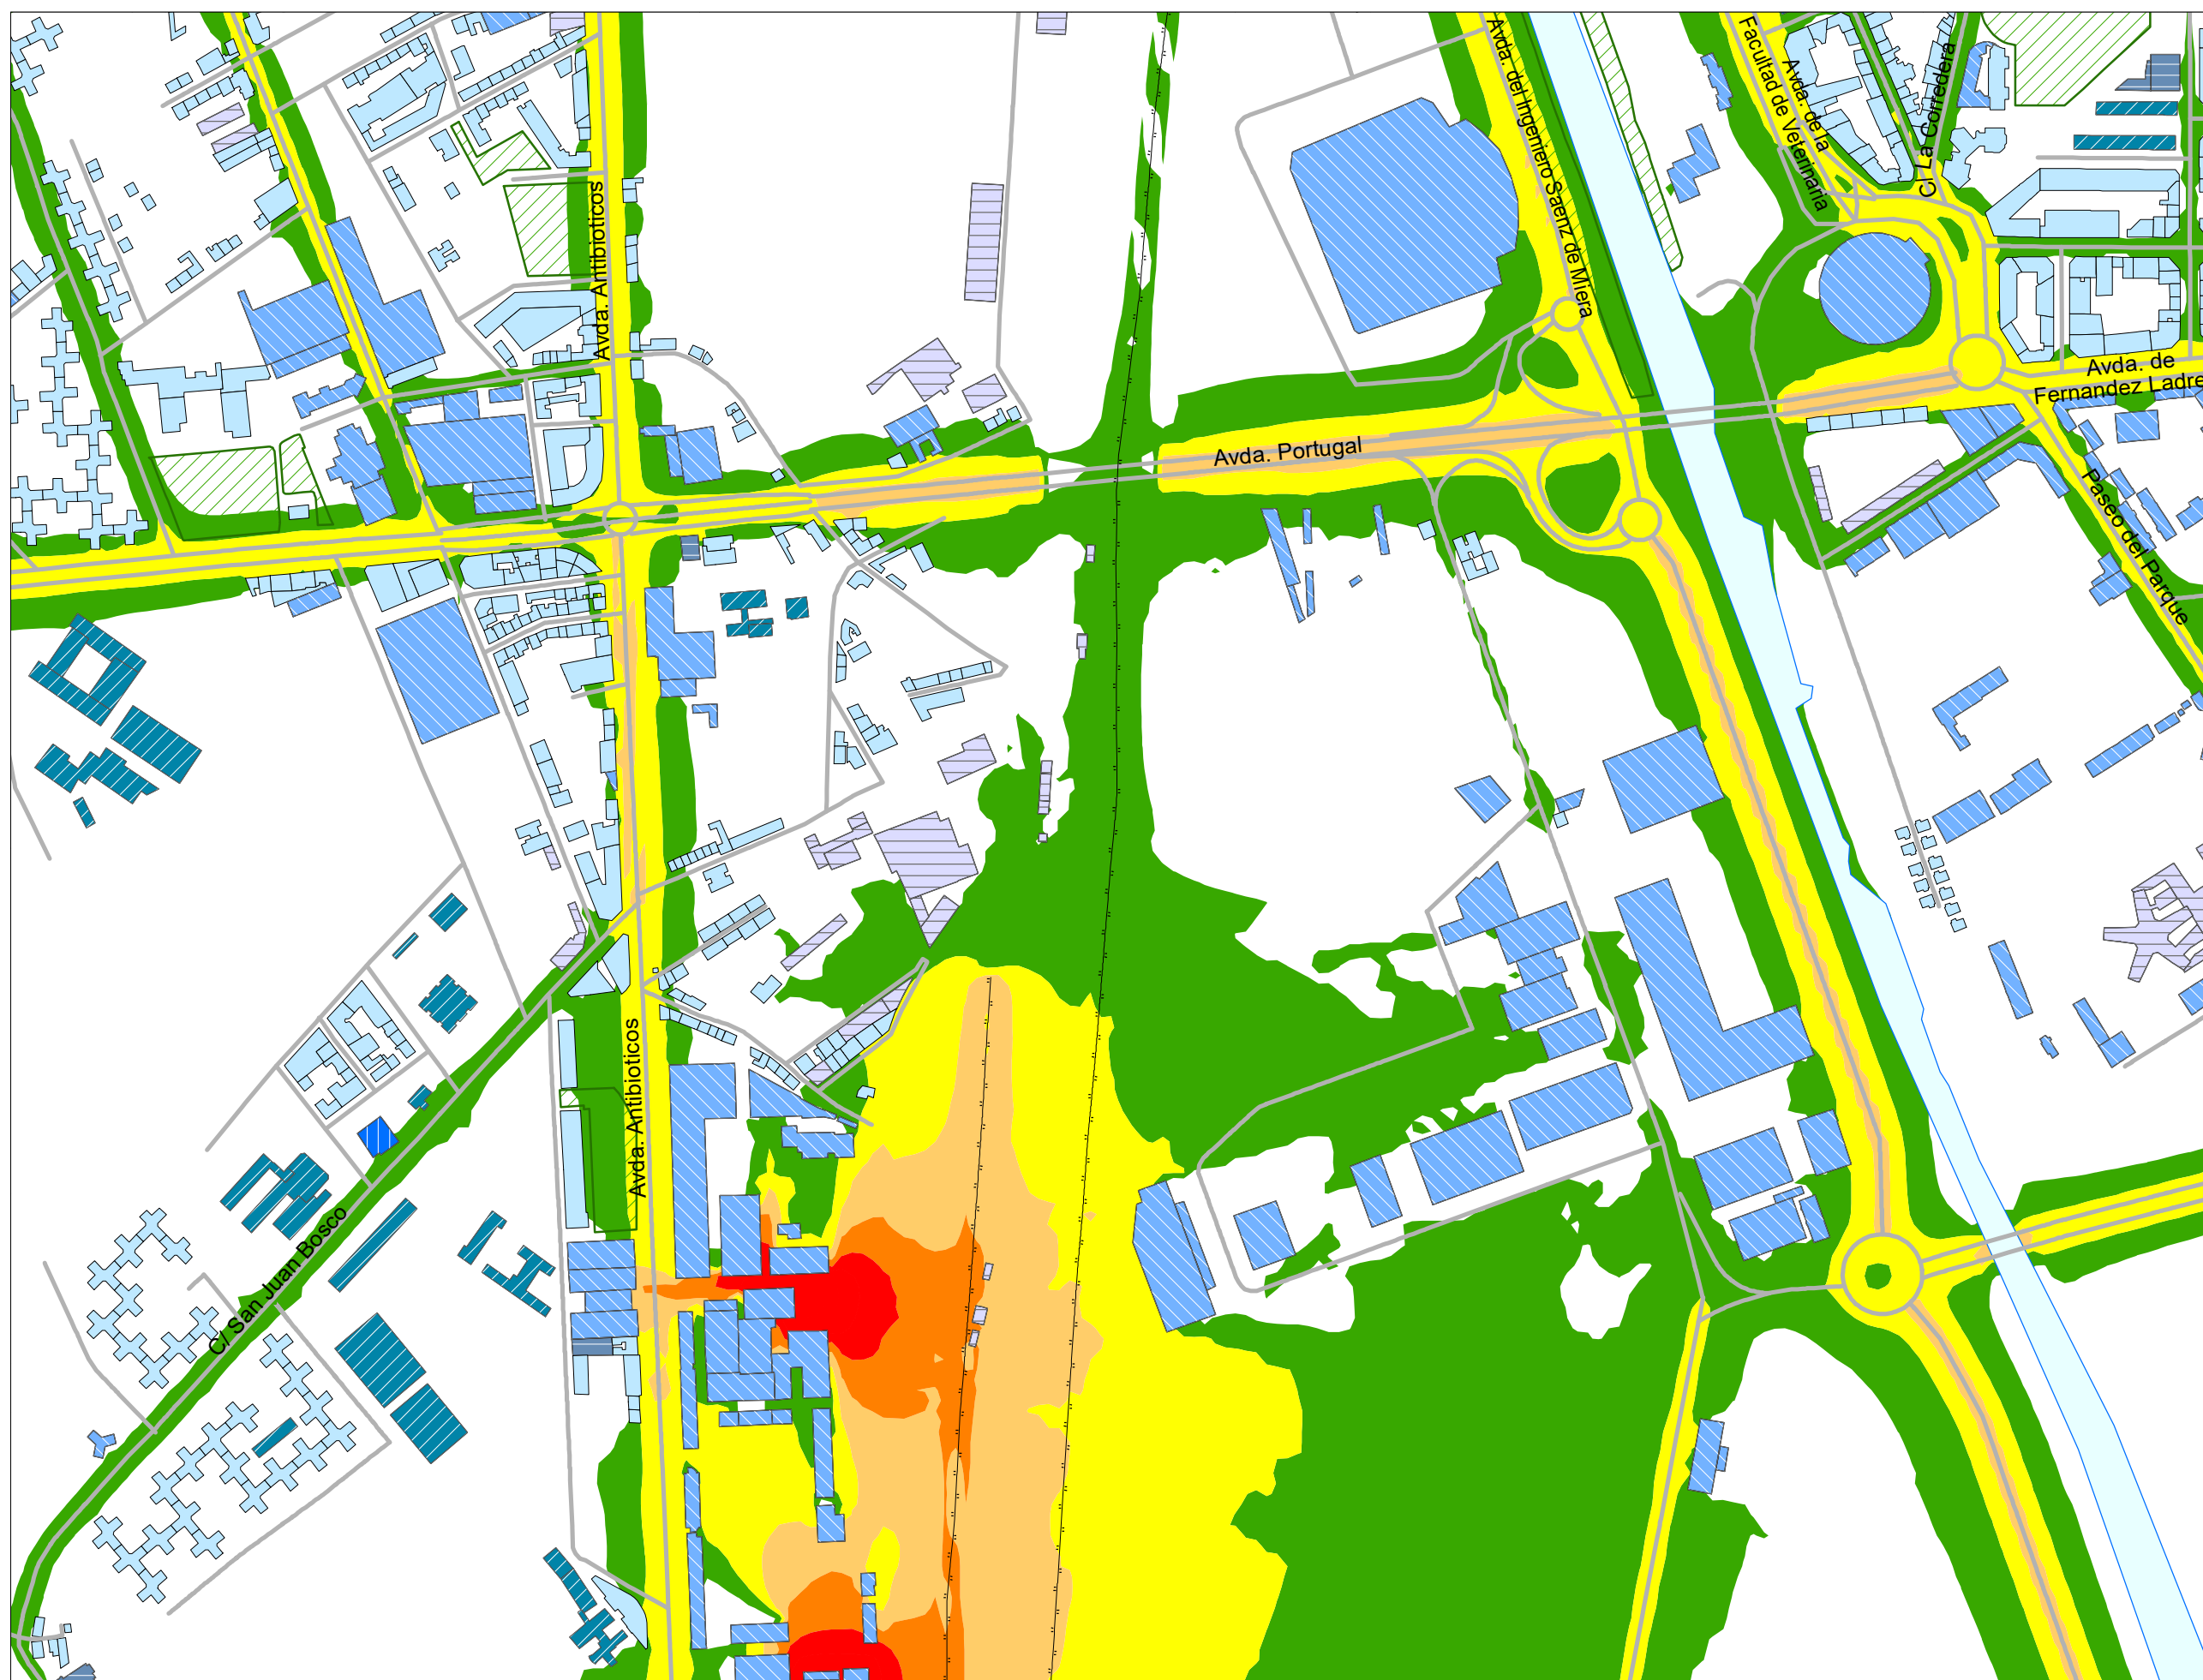 Avda. del Ingeniero Saenz de Miera
Avda. de la
Facultad de Veterinaria
C/ La Corredera
Avda. Antibioticos
Avda. de
Fernandez Ladre
Avda. Portugal
Paseo del Parque
Avda. Antibioticos
C/ San Juan Bosco